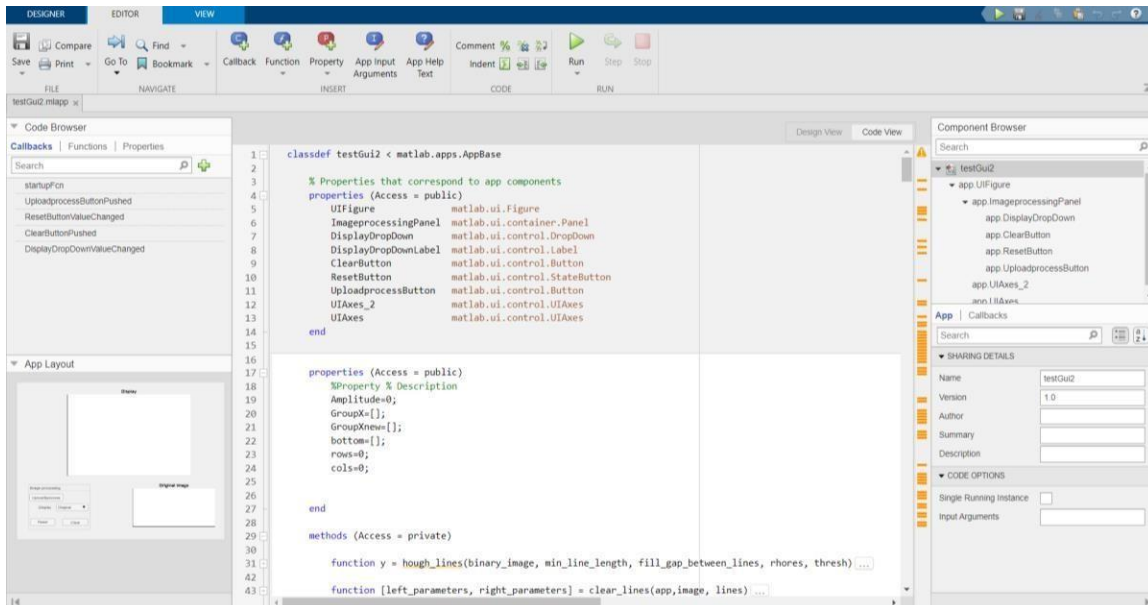 DESIGNER EDITOR VIEW
Save Compare Print Go To Find Bookmark Callback Function Property App Input Arguments App Help Text Comment Indent Run Step Stop
FILE NAVIGATE INSERT CODE RUN
testGui2.mlapp ×
Code Browser
Callbacks | Functions | Properties
Search
startupFcn
UploadprocessButtonPushed
ResetButtonValueChanged
ClearButtonPushed
DisplayDropDownValueChanged
App Layout
Display
Original Image
Design View Code View
1 classdef testGui2 < matlab.apps.AppBase
2
3 % Properties that correspond to app components
4 properties (Access = public)
5 UIFigure matlab.ui.Figure
6 ImageprocessingPanel matlab.ui.container.Panel
7 DisplayDropDown matlab.ui.control.DropDown
8 DisplayDropDownLabel matlab.ui.control.Label
9 ClearButton matlab.ui.control.Button
10 ResetButton matlab.ui.control.StateButton
11 UploadprocessButton matlab.ui.control.Button
12 UIAxes_2 matlab.ui.control.UIAxes
13 UIAxes matlab.ui.control.UIAxes
14 end
15
16
17 properties (Access = public)
18 %Property % Description
19 Amplitude=0;
20 GroupX=[];
21 GroupXnew=[];
22 bottom=[];
23 rows=0;
24 cols=0;
25
26
27 end
28
29 methods (Access = private)
30
31 function y = hough_lines(binary_image, min_line_length, fill_gap_between_lines, rhores, thresh) ...
42
43 function [left_parameters, right_parameters] = clear_lines(app,image, lines) ...
Component Browser
Search
testGui2
app.UIFigure
app.ImageprocessingPanel
app.DisplayDropDown
app.ClearButton
app.ResetButton
app.UploadprocessButton
app.UIAxes_2
app.UIAxes
App | Callbacks
Search
SHARING DETAILS
Name testGui2
Version 1.0
Author
Summary
Description
CODE OPTIONS
Single Running Instance
Input Arguments